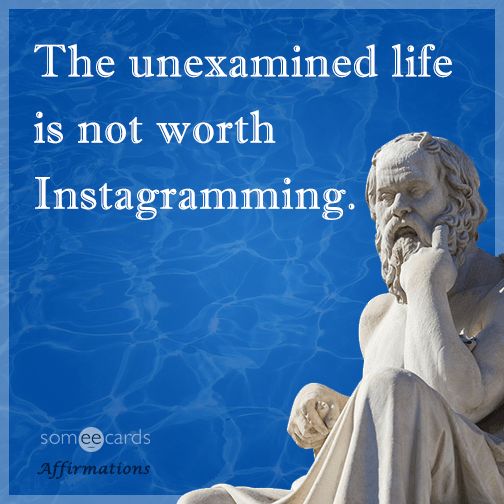 The unexamined life
is not worth
Instagramming.
someecards
Affirmations